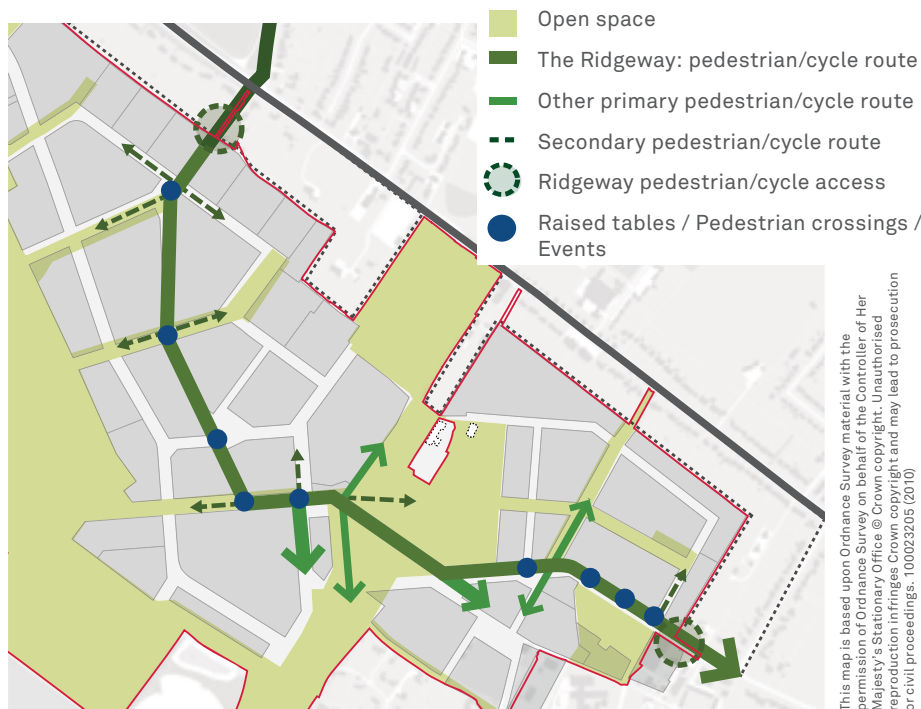 Open space
The Ridgeway: pedestrian/cycle route
Other primary pedestrian/cycle route
Secondary pedestrian/cycle route
Ridgeway pedestrian/cycle access
Raised tables / Pedestrian crossings /
Events
This map is based upon Ordnance Survey material with the
permission of Ordnance Survey on behalf of the Controller of Her
Majesty's Stationary Office © Crown copyright. Unauthorised
reproduction infringes Crown copyright and may lead to prosecution
or civil proceedings. 100023205 (2010)